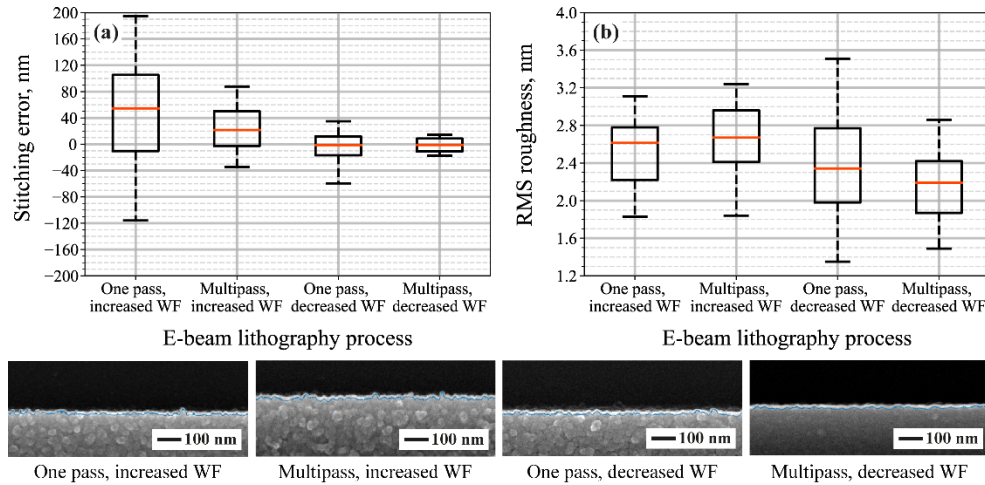 (a)
Stitching error, nm
200
160
120
80
40
0
−40
−80
−120
−160
−200
One pass,
increased WF
Multipass,
increased WF
One pass,
decreased WF
Multipass,
decreased WF
E-beam lithography process
(b)
RMS roughness, nm
4.0
3.6
3.2
2.8
2.4
2.0
1.6
1.2
One pass,
increased WF
Multipass,
increased WF
One pass,
decreased WF
Multipass,
decreased WF
E-beam lithography process
100 nm
100 nm
100 nm
100 nm
One pass, increased WF
Multipass, increased WF
One pass, decreased WF
Multipass, decreased WF